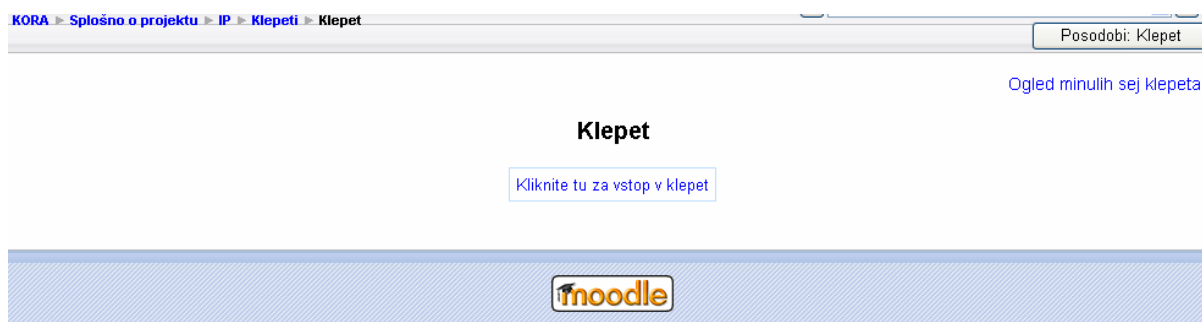 KORA ► Splošno o projektu ► IP ► Klepeti ► Klepet
Posodobi: Klepet
Ogled minulih sej klepeta
Klepet
Kliknite tu za vstop v klepet
moodle